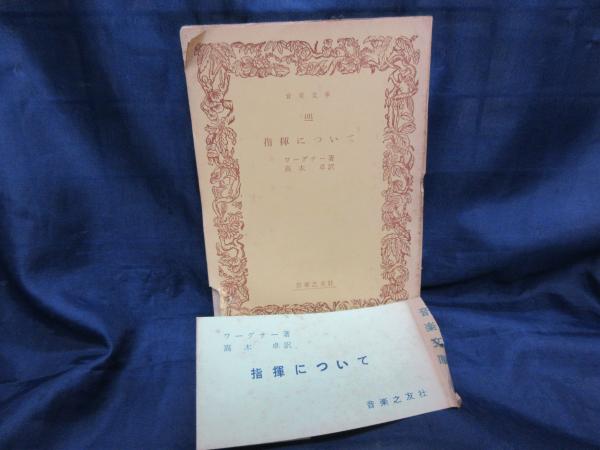 音楽文庫
101
指揮について
ワーグナー著
高木 卓訳
音楽之友社
ワーグナー著
高木 卓訳
指揮について
音楽之友社
音楽文庫